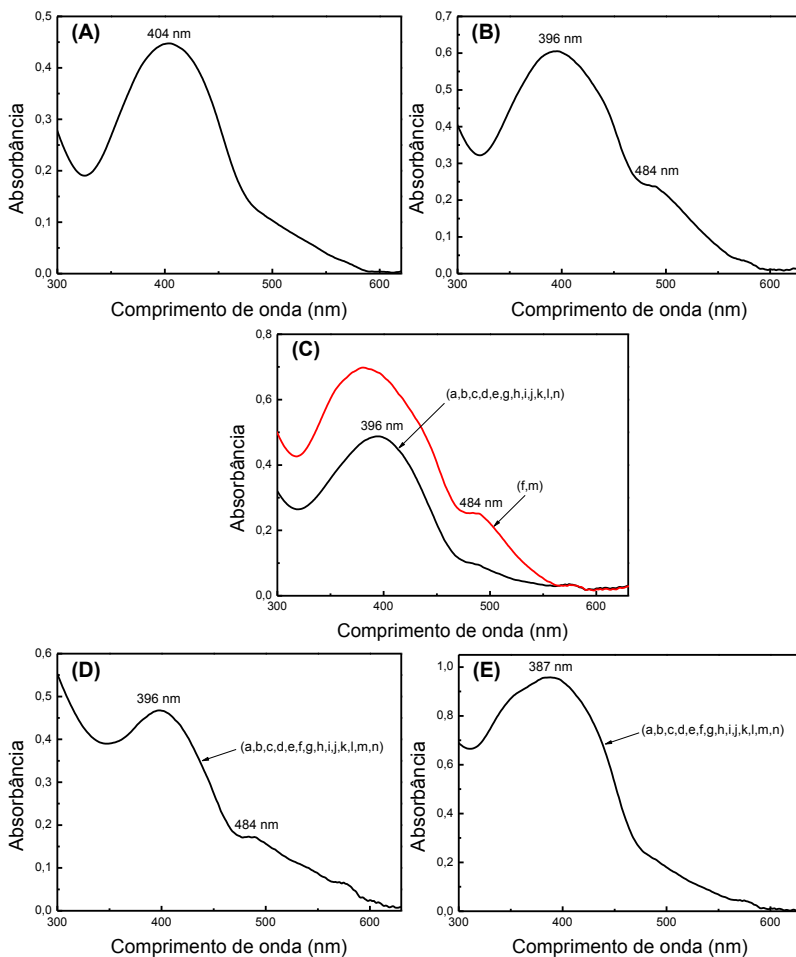 (A)
404 nm
0,5
0,4
0,3
0,2
0,1
0,0
Absorbância
300 400 500 600
Comprimento de onda (nm)
(B)
396 nm
484 nm
0,7
0,6
0,5
0,4
0,3
0,2
0,1
0,0
Absorbância
300 400 500 600
Comprimento de onda (nm)
(C)
(a,b,c,d,e,g,h,i,j,k,l,n)
396 nm
484 nm
(f,m)
0,8
0,6
0,4
0,2
0,0
Absorbância
300 400 500 600
Comprimento de onda (nm)
(D)
396 nm
(a,b,c,d,e,f,g,h,i,j,k,l,m,n)
484 nm
0,6
0,5
0,4
0,3
0,2
0,1
0,0
Absorbância
300 400 500 600
Comprimento de onda (nm)
(E)
387 nm
(a,b,c,d,e,f,g,h,i,j,k,l,m,n)
1,0
0,8
0,6
0,4
0,2
0,0
Absorbância
300 400 500 600
Comprimento de onda (nm)